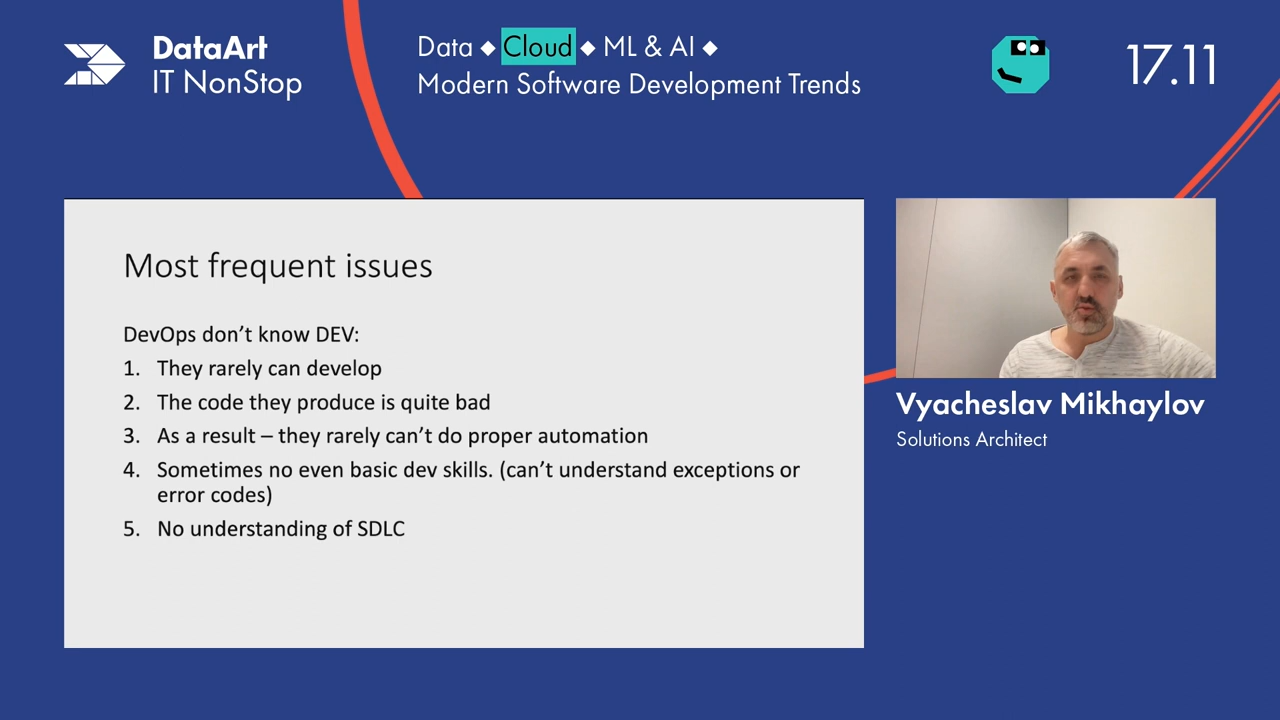 DataArt
IT NonStop
Data ◆ Cloud ◆ ML & AI ◆
Modern Software Development Trends
17.11
Most frequent issues
DevOps don’t know DEV:
1. They rarely can develop
2. The code they produce is quite bad
3. As a result – they rarely can’t do proper automation
4. Sometimes no even basic dev skills. (can’t understand exceptions or
error codes)
5. No understanding of SDLC
Vyacheslav Mikhaylov
Solutions Architect